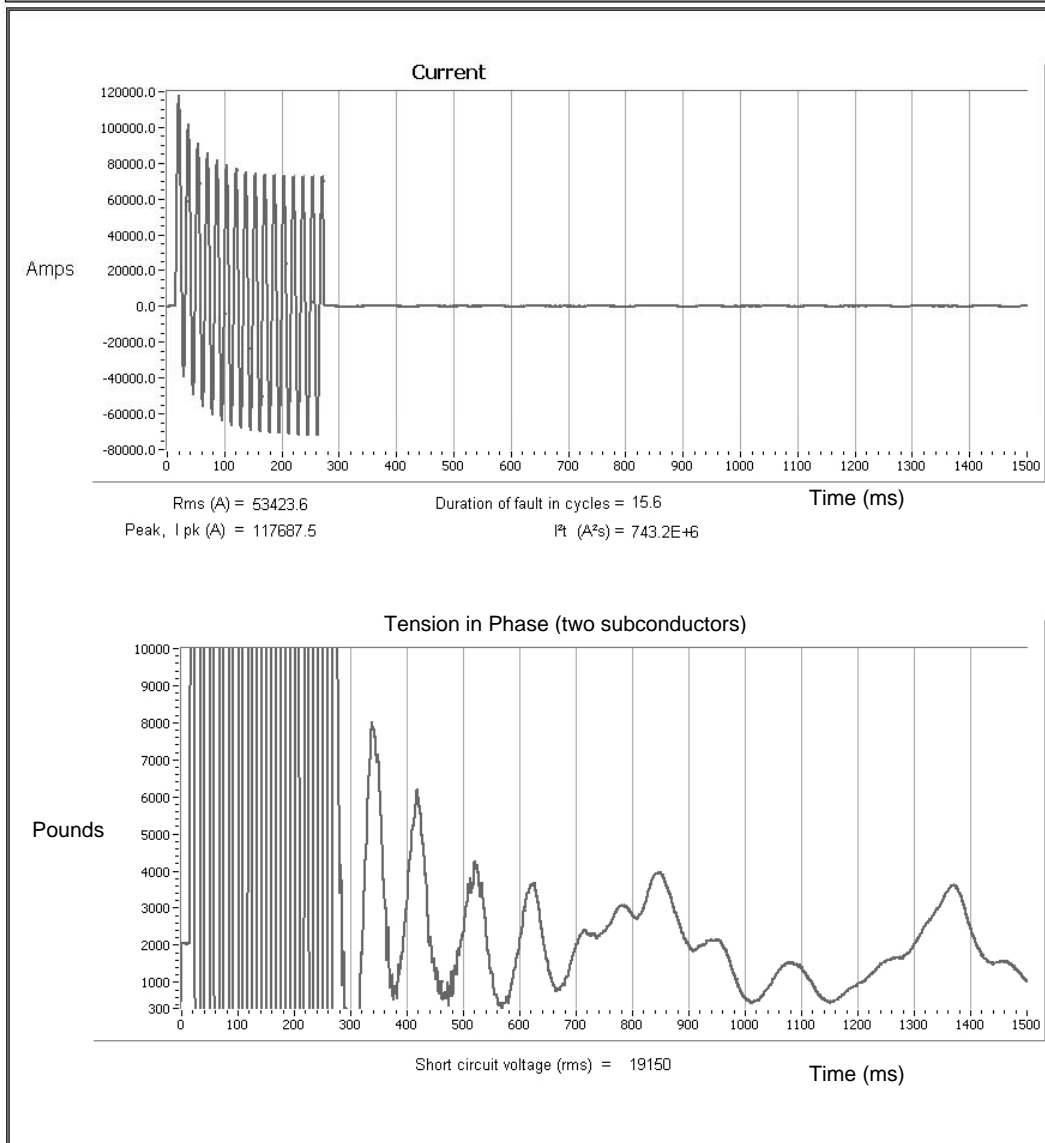 Current
120000.0
100000.0
80000.0
60000.0
40000.0
20000.0
0.0
-20000.0
-40000.0
-60000.0
-80000.0
Amps
0 100 200 300 400 500 600 700 800 900 1000 1100 1200 1300 1400 1500
Time (ms)
Rms (A) = 53423.6
Duration of fault in cycles = 15.6
Peak, I pk (A) = 117687.5
I²t (A²s) = 743.2E+6
Tension in Phase (two subconductors)
10000
9000
8000
7000
6000
5000
4000
3000
2000
1000
300
Pounds
0 100 200 300 400 500 600 700 800 900 1000 1100 1200 1300 1400 1500
Short circuit voltage (rms) = 19150
Time (ms)